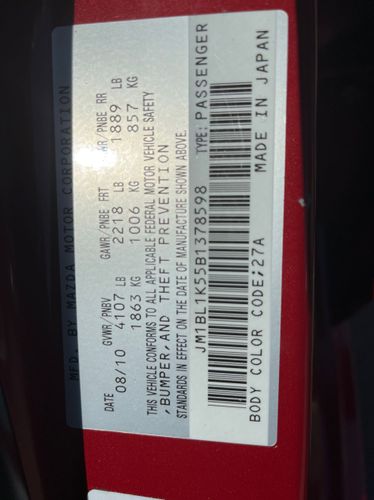 MFD. BY MAZDA MOTOR CORPORATION
DATE GVWR/PNBV GAWR/PNBE FRT GAWR/PNBE RR
08/10 4107 LB 2218 LB 1889 LB
1863 KG 1006 KG 857 KG
THIS VEHICLE CONFORMS TO ALL APPLICABLE FEDERAL MOTOR VEHICLE SAFETY
,BUMPER,AND THEFT PREVENTION
STANDARDS IN EFFECT ON THE DATE OF MANUFACTURE SHOWN ABOVE.
JM1BL1K55B1378598 TYPE: PASSENGER
BODY COLOR CODE;27A MADE IN JAPAN